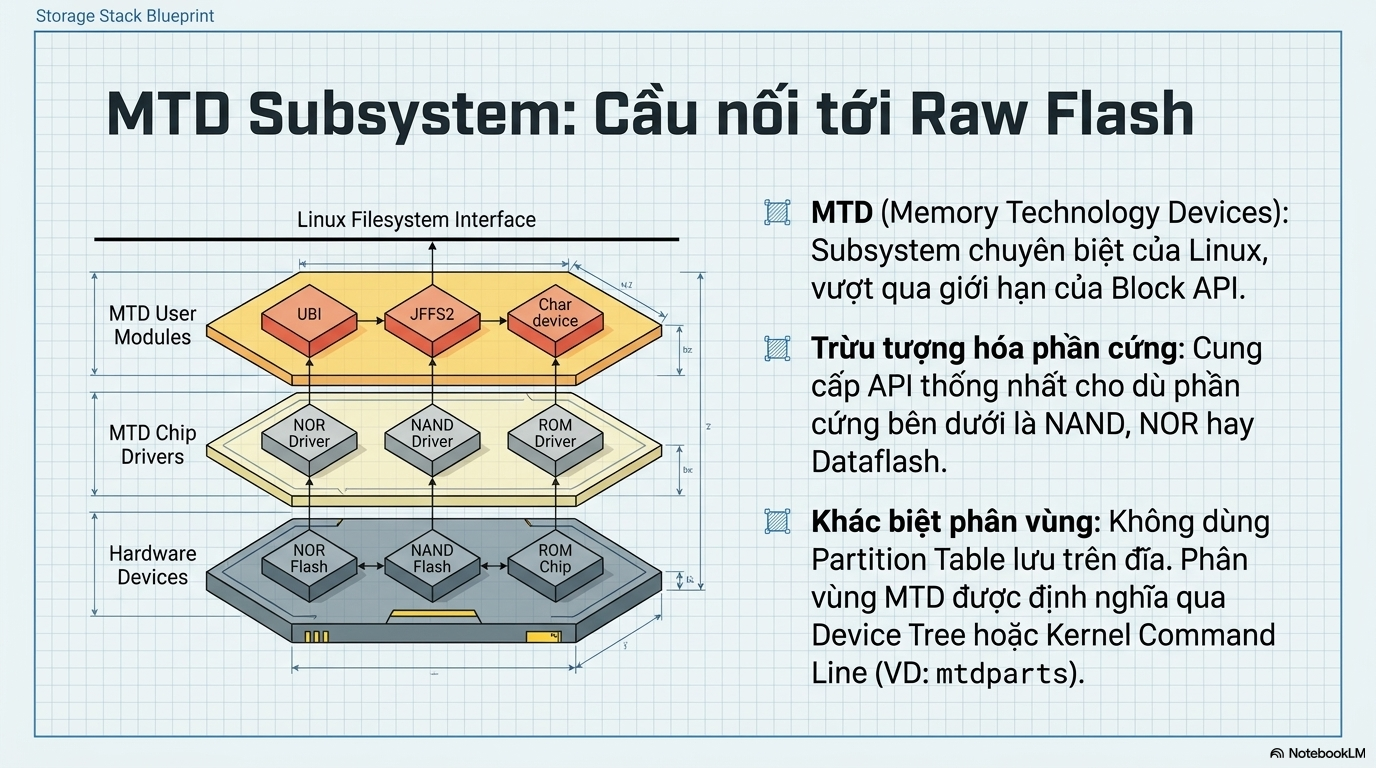 Storage Stack Blueprint
MTD Subsystem: Cầu nối tới Raw Flash
Linux Filesystem Interface
MTD User
Modules
UBI
JFFS2
Char
device
MTD Chip
Drivers
NOR
Driver
NAND
Driver
ROM
Driver
Hardware
Devices
NOR
Flash
NAND
Flash
ROM
Chip
MTD (Memory Technology Devices):
Subsystem chuyên biệt của Linux,
vượt qua giới hạn của Block API.
Trừu tượng hóa phần cứng: Cung
cấp API thống nhất cho dù phần
cứng bên dưới là NAND, NOR hay
Dataflash.
Khác biệt phân vùng: Không dùng
Partition Table lưu trên đĩa. Phân
vùng MTD được định nghĩa qua
Device Tree hoặc Kernel Command
Line (VD: mtdparts).
NotebookLM